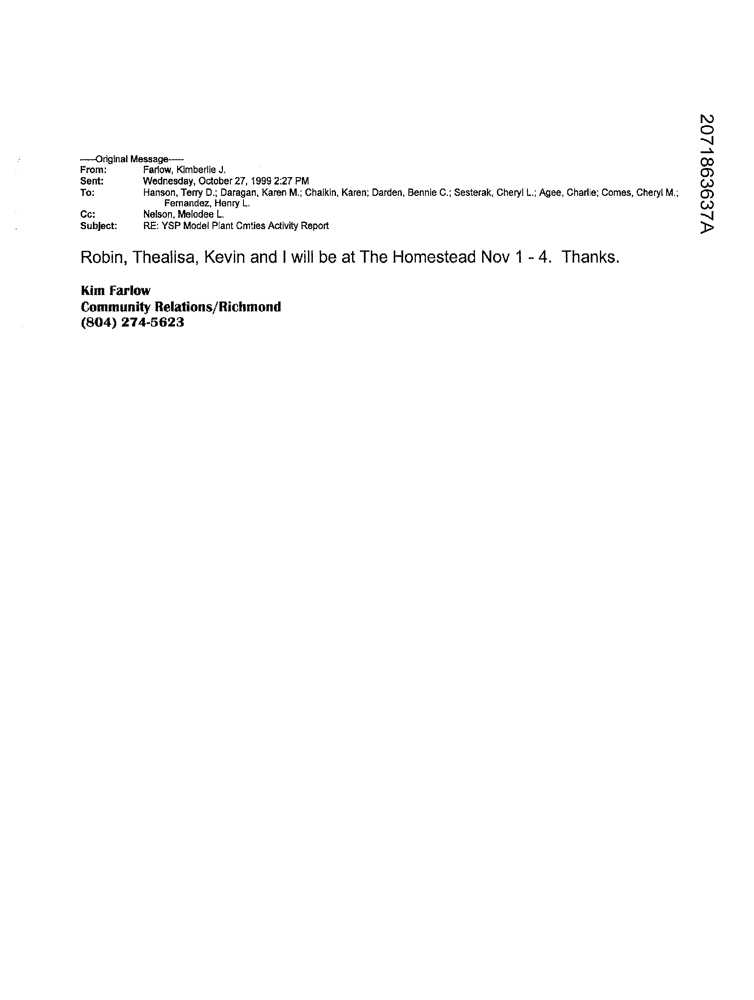 -----Original Message-----
From: Farlow, Kimberlie J.
Sent: Wednesday, October 27, 1999 2:27 PM
To: Hanson, Terry D.; Daragan, Karen M.; Chaikin, Karen; Darden, Bennie C.; Sesterak, Cheryl L.; Agee, Charlie; Comes, Cheryl M.;
Fernandez, Henry L.
Cc: Nelson, Melodee L.
Subject: RE: YSP Model Plant Cmties Activity Report
Robin, Thealisa, Kevin and I will be at The Homestead Nov 1 - 4. Thanks.
Kim Farlow
Community Relations/Richmond
(804) 274-5623
2071863637A